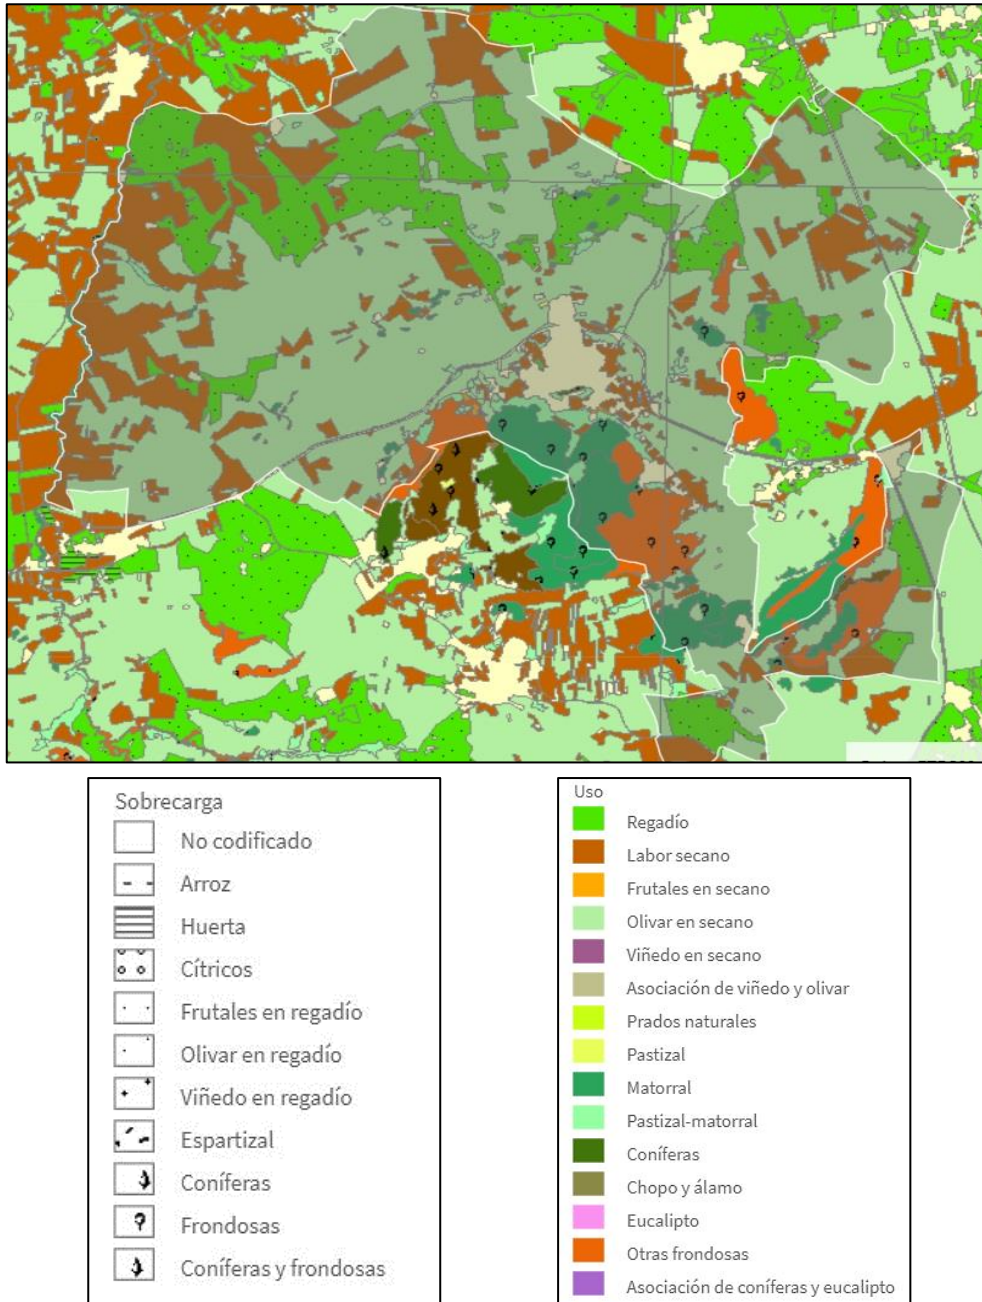 Sobrecarga
No codificado
Arroz
Huerta
Cítricos
Frutales en regadío
Olivar en regadío
Viñedo en regadío
Espartizal
Coníferas
Frondosas
Coníferas y frondosas
Uso
Regadío
Labor secano
Frutales en secano
Olivar en secano
Viñedo en secano
Asociación de viñedo y olivar
Prados naturales
Pastizal
Matorral
Pastizal-matorral
Coníferas
Chopo y álamo
Eucalipto
Otras frondosas
Asociación de coníferas y eucalipto